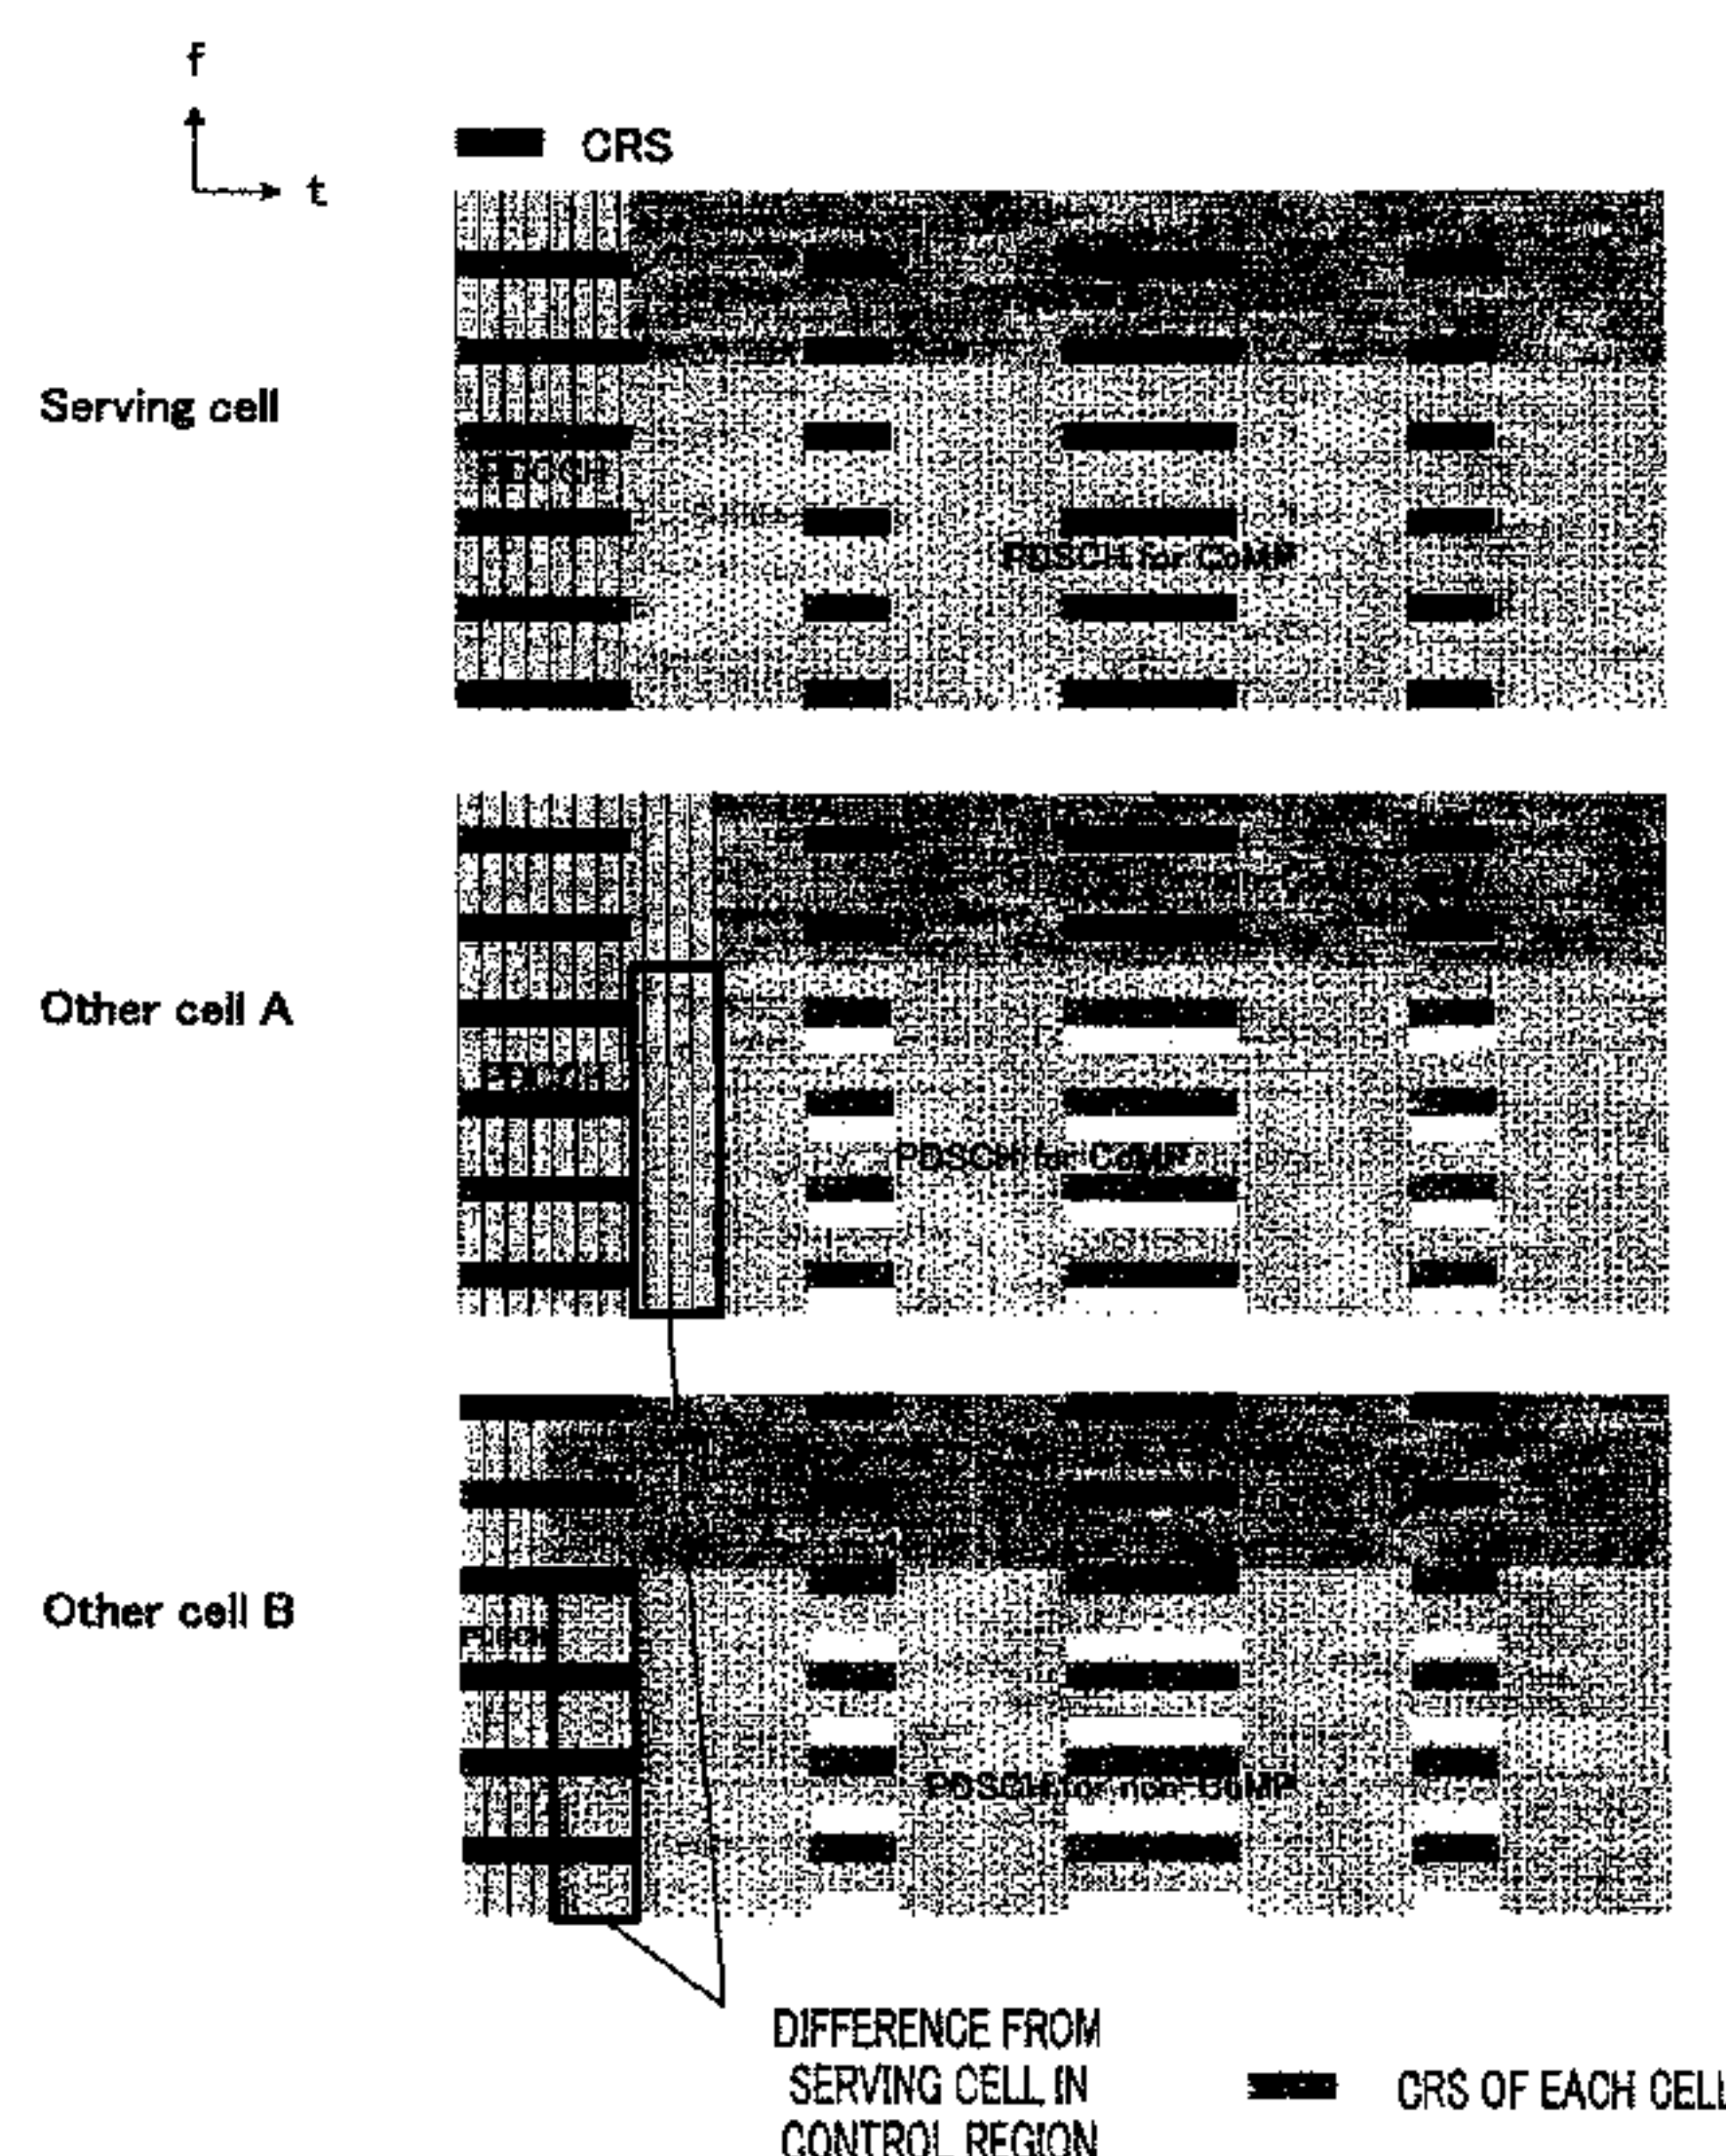 f
t
CRS
Serving cell
PDCCH
PDSCH for CoMP
Other cell A
PDCCH
PDSCH for CoMP
Other cell B
PDSCH for non-CoMP
DIFFERENCE FROM
SERVING CELL IN
CONTROL REGION
CRS OF EACH CELL